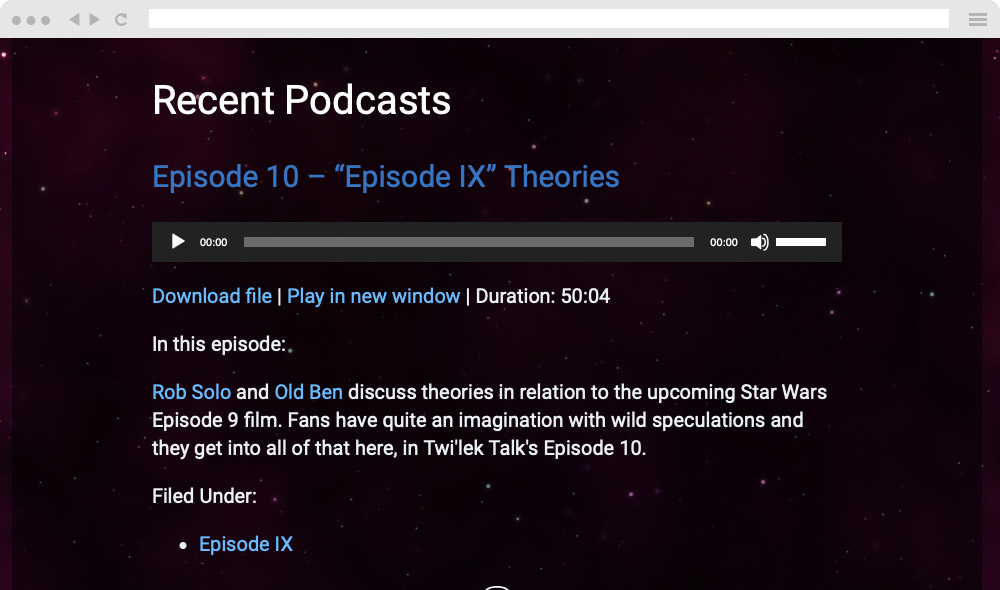 Recent Podcasts
Episode 10 – “Episode IX” Theories
00:00 00:00
Download file | Play in new window | Duration: 50:04
In this episode:
Rob Solo and Old Ben discuss theories in relation to the upcoming Star Wars
Episode 9 film. Fans have quite an imagination with wild speculations and
they get into all of that here, in Twi'lek Talk's Episode 10.
Filed Under:
• Episode IX